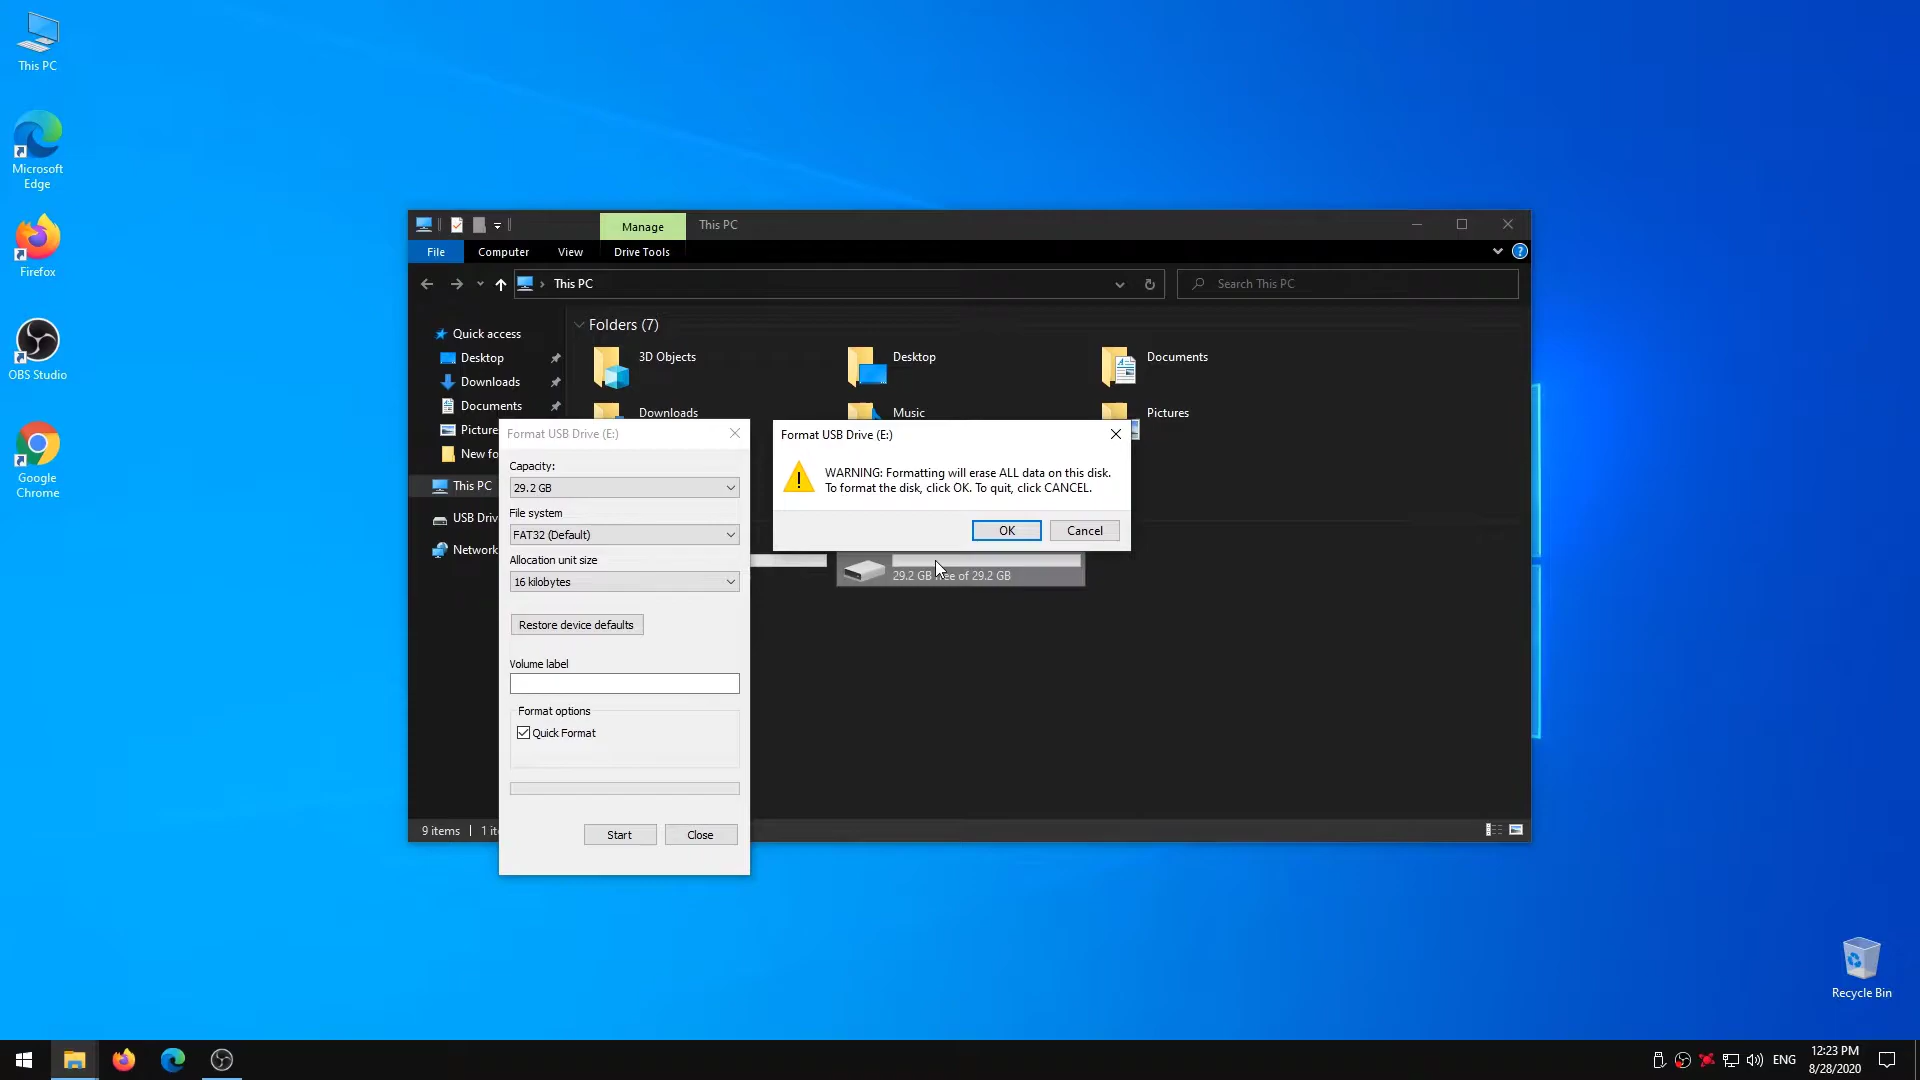 This PC
Microsoft
Edge
Firefox
OBS Studio
Google
Chrome
Manage
This PC
File
Computer
View
Drive Tools
This PC
Search This PC
Quick access
Desktop
Downloads
Documents
Picture
New fo
This PC
USB Driv
Network
Folders (7)
3D Objects
Desktop
Documents
Downloads
Music
Pictures
Format USB Drive (E:)
Capacity:
29.2 GB
File system
FAT32 (Default)
Allocation unit size
16 kilobytes
Restore device defaults
Volume label
Format options
Quick Format
Start
Close
Format USB Drive (E:)
WARNING: Formatting will erase ALL data on this disk.
To format the disk, click OK. To quit, click CANCEL.
OK
Cancel
29.2 GB free of 29.2 GB
9 items
1 it
Recycle Bin
ENG
12:23 PM
8/28/2020